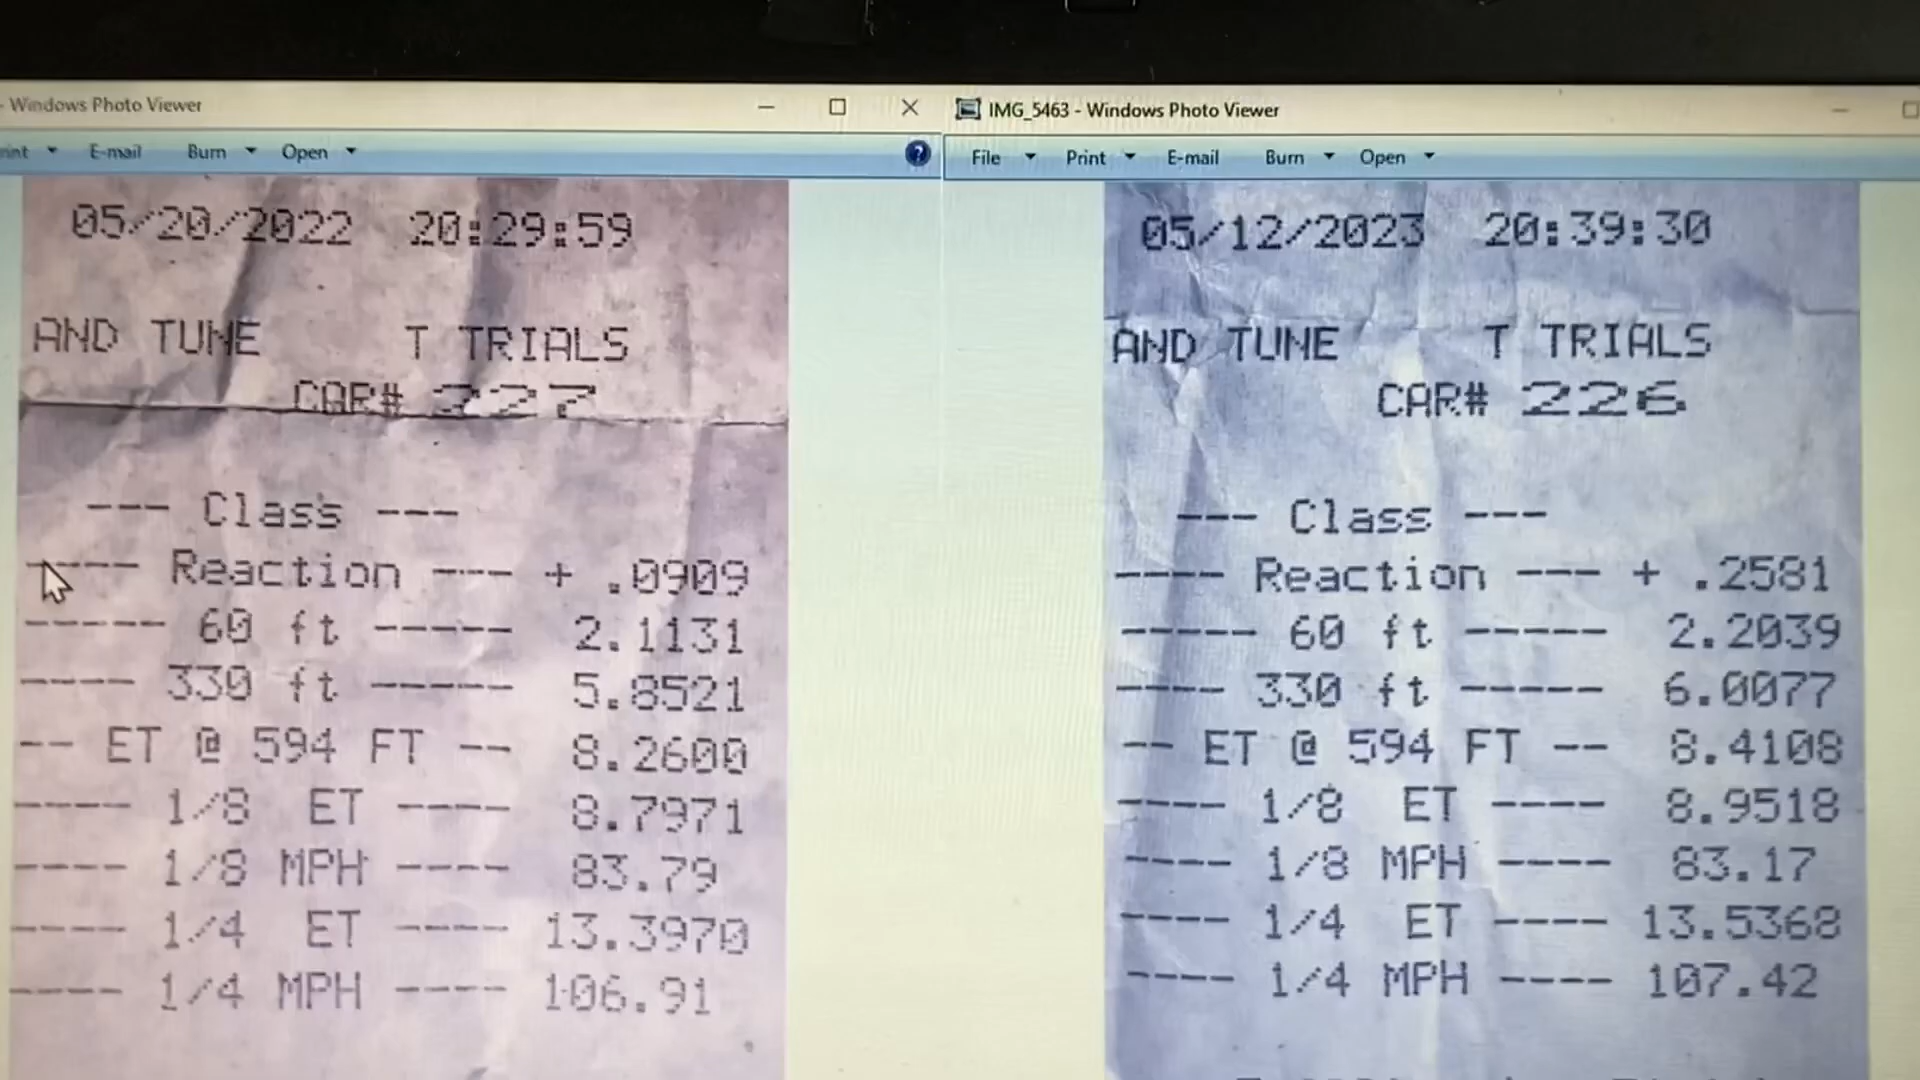 - Windows Photo Viewer
rint E-mail Burn Open
05/20/2022 20:29:59
AND TUNE T TRIALS
CAR# 227
--- Class ---
---- Reaction --- + .0909
----- 60 ft ----- 2.1131
---- 330 ft ----- 5.8521
-- ET @ 594 FT -- 8.2600
---- 1/8 ET ---- 8.7971
---- 1/8 MPH ---- 83.79
---- 1/4 ET ---- 13.3970
---- 1/4 MPH ---- 106.91
IMG_5463 - Windows Photo Viewer
File Print E-mail Burn Open
05/12/2023 20:39:30
AND TUNE T TRIALS
CAR# 226
--- Class ---
---- Reaction --- + .2581
----- 60 ft ----- 2.2039
---- 330 ft ----- 6.0077
-- ET @ 594 FT -- 8.4108
---- 1/8 ET ---- 8.9518
---- 1/8 MPH ---- 83.17
---- 1/4 ET ---- 13.5368
---- 1/4 MPH ---- 107.42